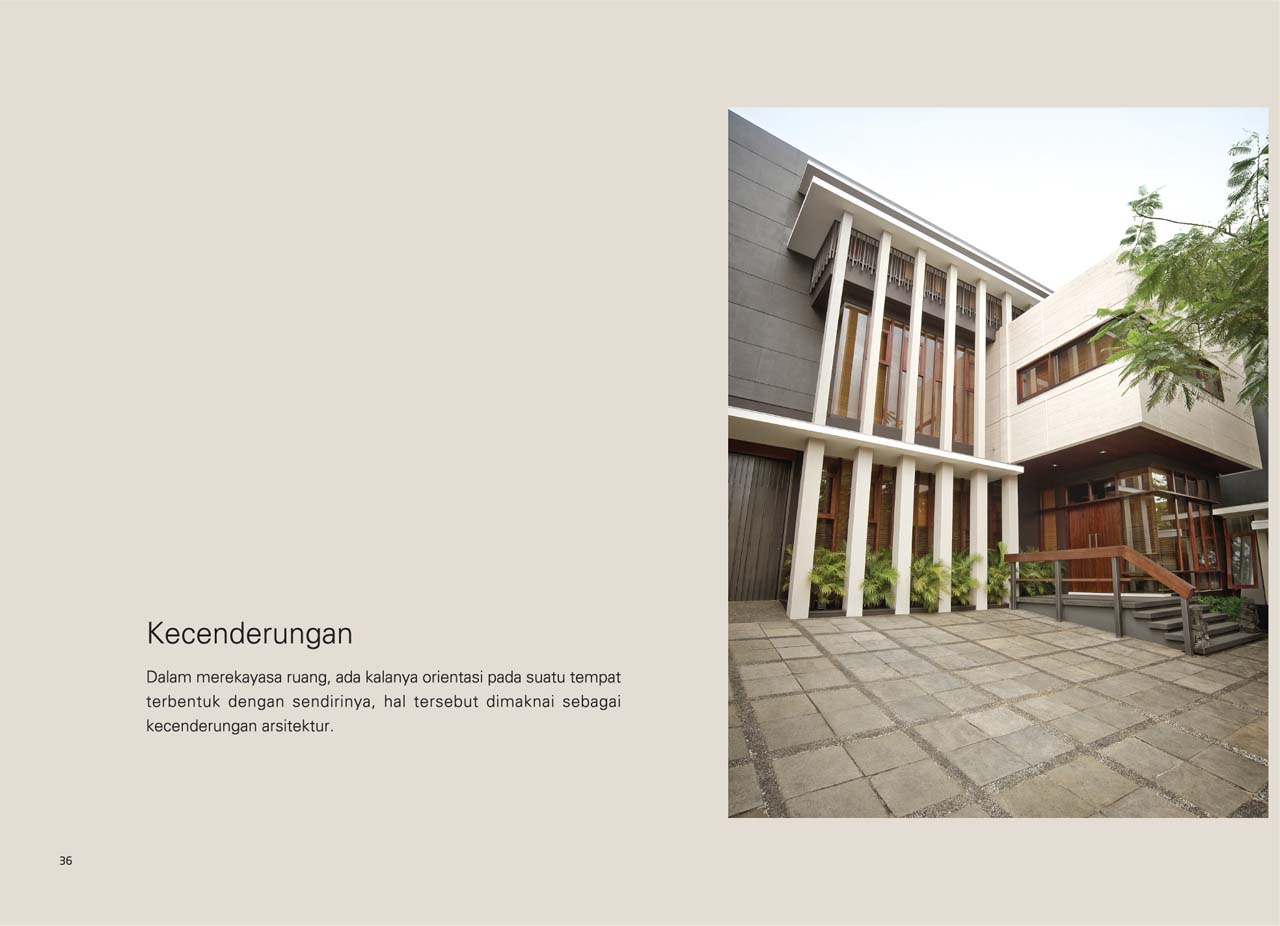 Kecenderungan
Dalam merekayasa ruang, ada kalanya orientasi pada suatu tempat
terbentuk dengan sendirinya, hal tersebut dimaknai sebagai
kecenderungan arsitektur.
36